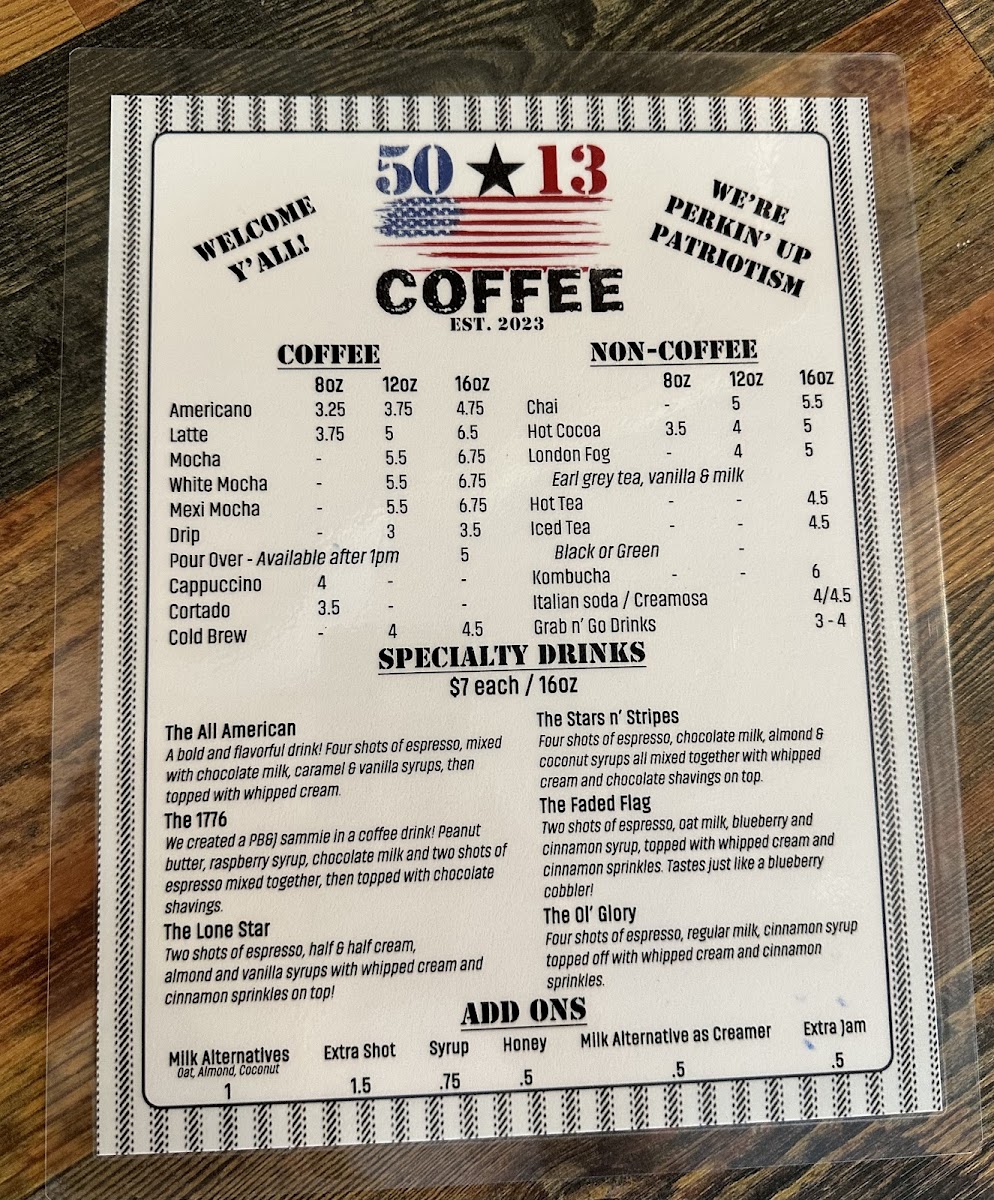 50 ★ 13
WELCOME
Y'ALL!
WE'RE
PERKIN' UP
PATRIOTISM
COFFEE
EST. 2023
COFFEE
8oz 12oz 16oz
Americano 3.25 3.75 4.75
Latte 3.75 5 6.5
Mocha - 5.5 6.75
White Mocha - 5.5 6.75
Mexi Mocha - 5.5 6.75
Drip - 3 3.5
Pour Over - Available after 1pm 5
Cappuccino 4 - -
Cortado 3.5 - -
Cold Brew - 4 4.5
NON-COFFEE
8oz 12oz 16oz
Chai - 5 5.5
Hot Cocoa 3.5 4 5
London Fog - 4 5
Earl grey tea, vanilla & milk
Hot Tea - - 4.5
Iced Tea - - 4.5
Black or Green -
Kombucha - - 6
Italian soda / Creamosa 4/4.5
Grab n' Go Drinks 3 - 4
SPECIALTY DRINKS
$7 each / 16oz
The All American
A bold and flavorful drink! Four shots of espresso, mixed
with chocolate milk, caramel & vanilla syrups, then
topped with whipped cream.
The 1776
We created a PB&J sammie in a coffee drink! Peanut
butter, raspberry syrup, chocolate milk and two shots of
espresso mixed together, then topped with chocolate
shavings.
The Lone Star
Two shots of espresso, half & half cream,
almond and vanilla syrups with whipped cream and
cinnamon sprinkles on top!
The Stars n' Stripes
Four shots of espresso, chocolate milk, almond &
coconut syrups all mixed together with whipped
cream and chocolate shavings on top.
The Faded Flag
Two shots of espresso, oat milk, blueberry and
cinnamon syrup, topped with whipped cream and
cinnamon sprinkles. Tastes just like a blueberry
cobbler!
The Ol' Glory
Four shots of espresso, regular milk, cinnamon syrup
topped off with whipped cream and cinnamon
sprinkles.
ADD ONS
Milk Alternatives Extra Shot Syrup Honey Milk Alternative as Creamer Extra Jam
Oat, Almond, Coconut
1 1.5 .75 .5 .5 .5